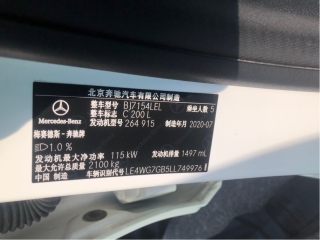 北京奔驰汽车有限公司制造
Mercedes-Benz
整车型号 BJ7154LEL 乘坐人数 5
整车标志 C 200 L
发动机型号 264 915 制造年月 2020-07
梅赛德斯-奔驰牌
1.0 %
发动机最大净功率 115 kW 发动机排量 1497 mL
最大允许总质量 2100 kg
车辆识别代号 LE4WG7GB5LL749976